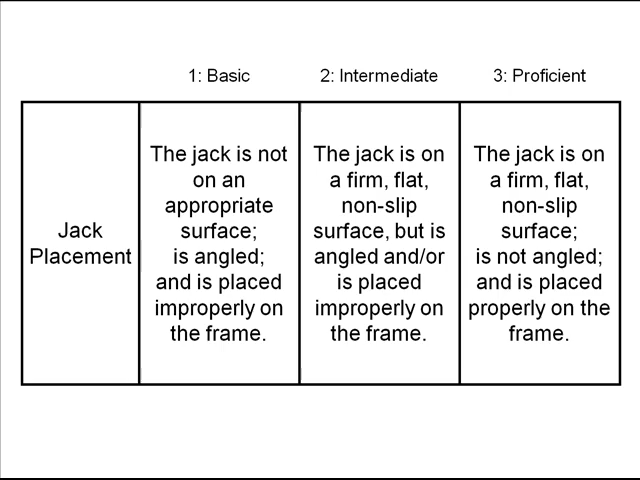 1: Basic
2: Intermediate
3: Proficient
Jack
Placement
The jack is not
on an
appropriate
surface;
is angled;
and is placed
improperly on
the frame.
The jack is on
a firm, flat,
non-slip
surface, but is
angled and/or
is placed
improperly on
the frame.
The jack is on
a firm, flat,
non-slip
surface;
is not angled;
and is placed
properly on the
frame.